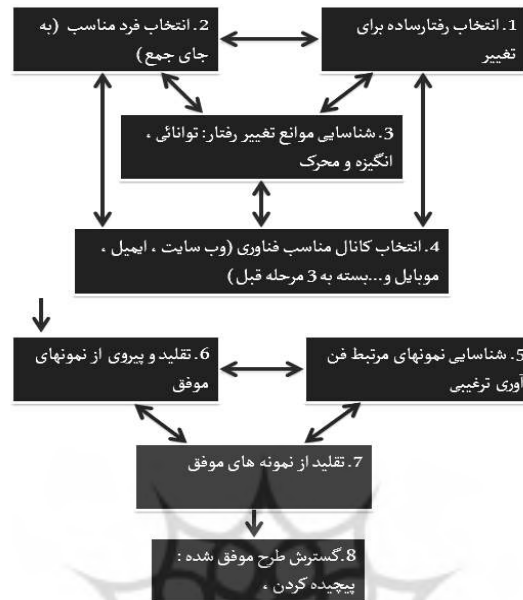 1. انتخاب رفتارساده برای
تغییر
2. انتخاب فرد مناسب (به
جای جمع)
3. شناسایی موانع تغییر رفتار: توانائی ،
انگیزه و محرک
4. انتخاب کانال مناسب فناوری (وب سایت ، ایمیل ،
موبایل و...بسته به 3 مرحله قبل)
5. شناسایی نمونهای مرتبط فن
آوری ترغیبی
6. تقلید و پیروی از نمونهای
موفق
7. تقلید از نمونه های موفق
8.گسترش طرح موفق شده :
پیچیده کردن ،